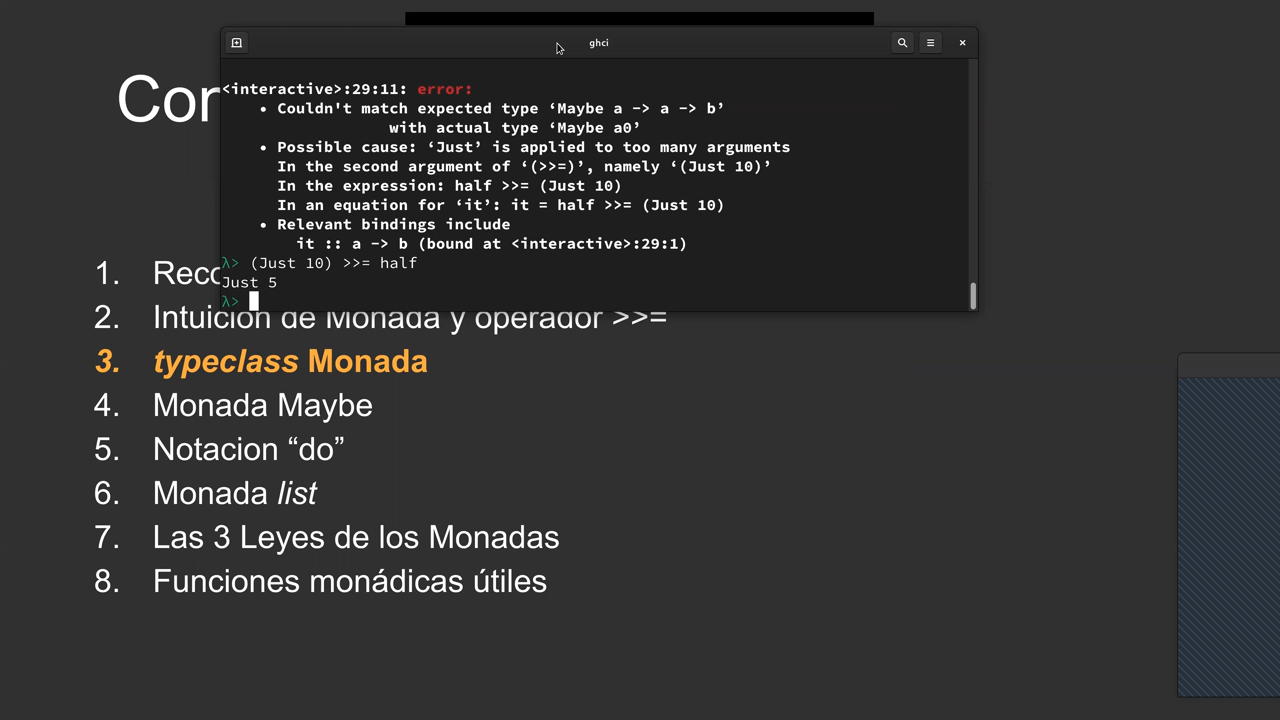 ghci
<interactive>:29:11: error:
• Couldn't match expected type ‘Maybe a -> a -> b’
with actual type ‘Maybe a0’
• Possible cause: ‘Just’ is applied to too many arguments
In the second argument of ‘(>>=)’, namely ‘(Just 10)’
In the expression: half >>= (Just 10)
In an equation for ‘it’: it = half >>= (Just 10)
• Relevant bindings include
it :: a -> b (bound at <interactive>:29:1)
λ> (Just 10) >>= half
Just 5
λ>
1.
2. Intuición de Monada y operador >>=
3. typeclass Monada
4. Monada Maybe
5. Notacion “do”
6. Monada list
7. Las 3 Leyes de los Monadas
8. Funciones monádicas útiles